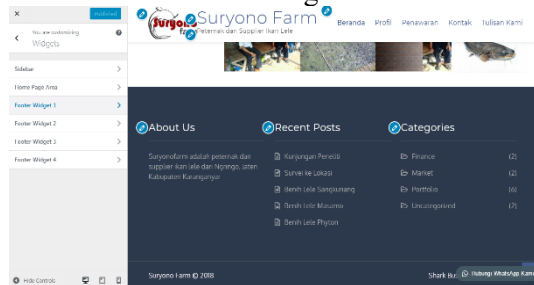 Published
You are customizing
Widgets
Sidebar
Home Page Area
Footer Widget 1
Footer Widget 2
Footer Widget 3
Footer Widget 4
Hide Controls
Suryono
Suryono Farm
Peternak dan Supplier Ikan Lele
Beranda Profil Penawaran Kontak Tulisan Kami
About Us
Suryonofarm adalah peternak dan
supplier ikan lele dari Ngringo, Jaten
Kabupaten Karanganyar
Recent Posts
Kunjungan Peneliti
Survei ke Lokasi
Benih Lele Sangkuriang
Benih Lele Masamo
Benih Lele Phyton
Categories
Finance (2)
Market (2)
Portfolio (6)
Uncategorized (2)
Suryono Farm © 2018
Shark
Hubungi WhatsApp Kami